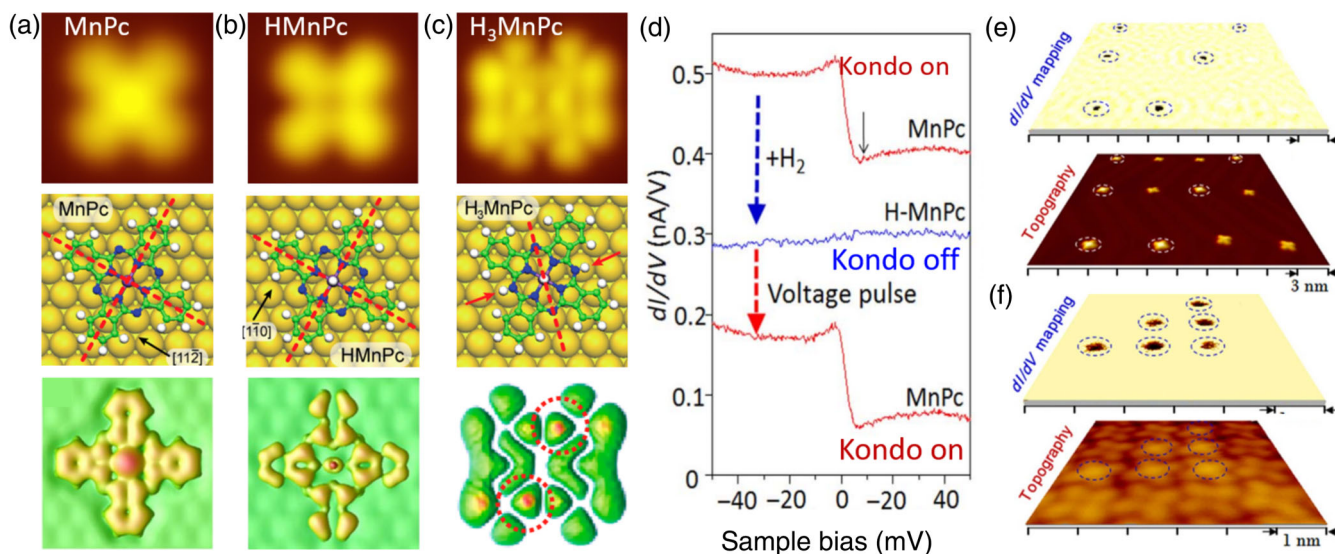 (a)
MnPc
MnPc
[112̄]
(b)
HMnPc
[11̄0]
HMnPc
(c)
H₃MnPc
H₃MnPc
(d)
dI/dV (nA/V)
0.5
0.4
0.3
0.2
0.1
0
Kondo on
MnPc
+H₂
H-MnPc
Kondo off
Voltage pulse
MnPc
Kondo on
−40
−20
0
20
40
Sample bias (mV)
(e)
dI/dV mapping
Topography
3 nm
(f)
dI/dV mapping
Topography
1 nm